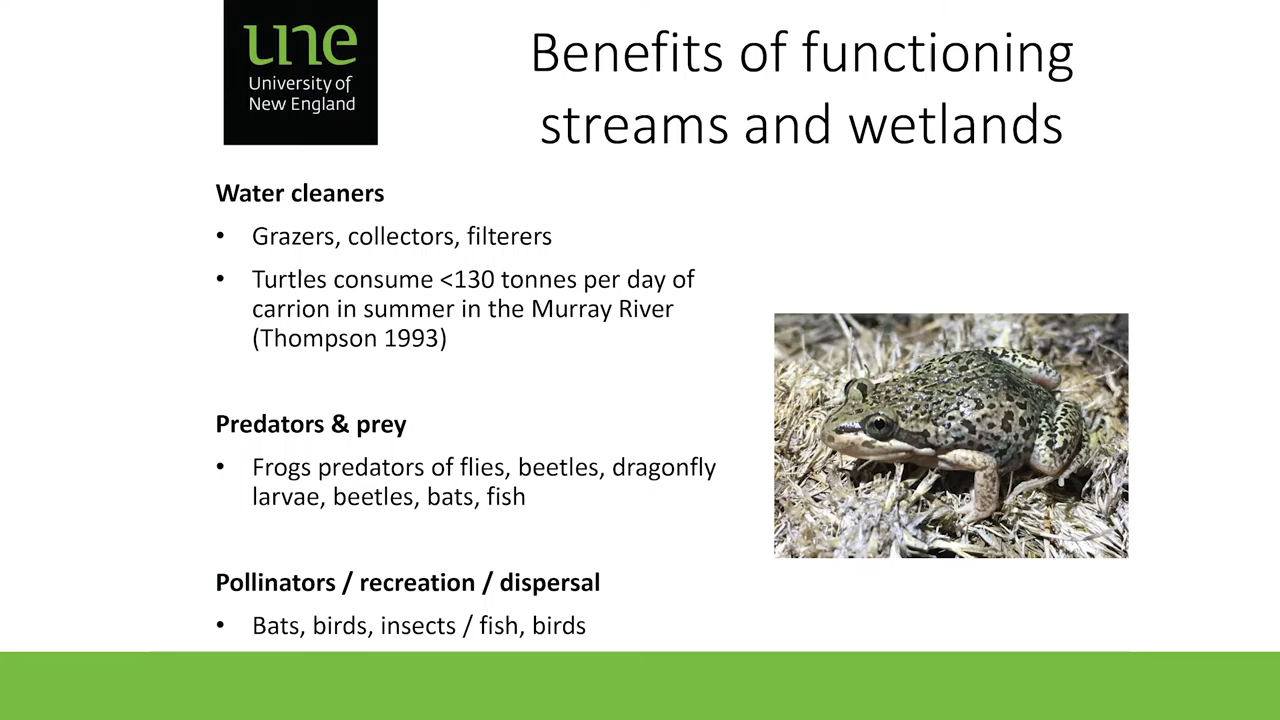 une
University of
New England
Benefits of functioning
streams and wetlands
Water cleaners
• Grazers, collectors, filterers
• Turtles consume <130 tonnes per day of
carrion in summer in the Murray River
(Thompson 1993)
Predators & prey
• Frogs predators of flies, beetles, dragonfly
larvae, beetles, bats, fish
Pollinators / recreation / dispersal
• Bats, birds, insects / fish, birds